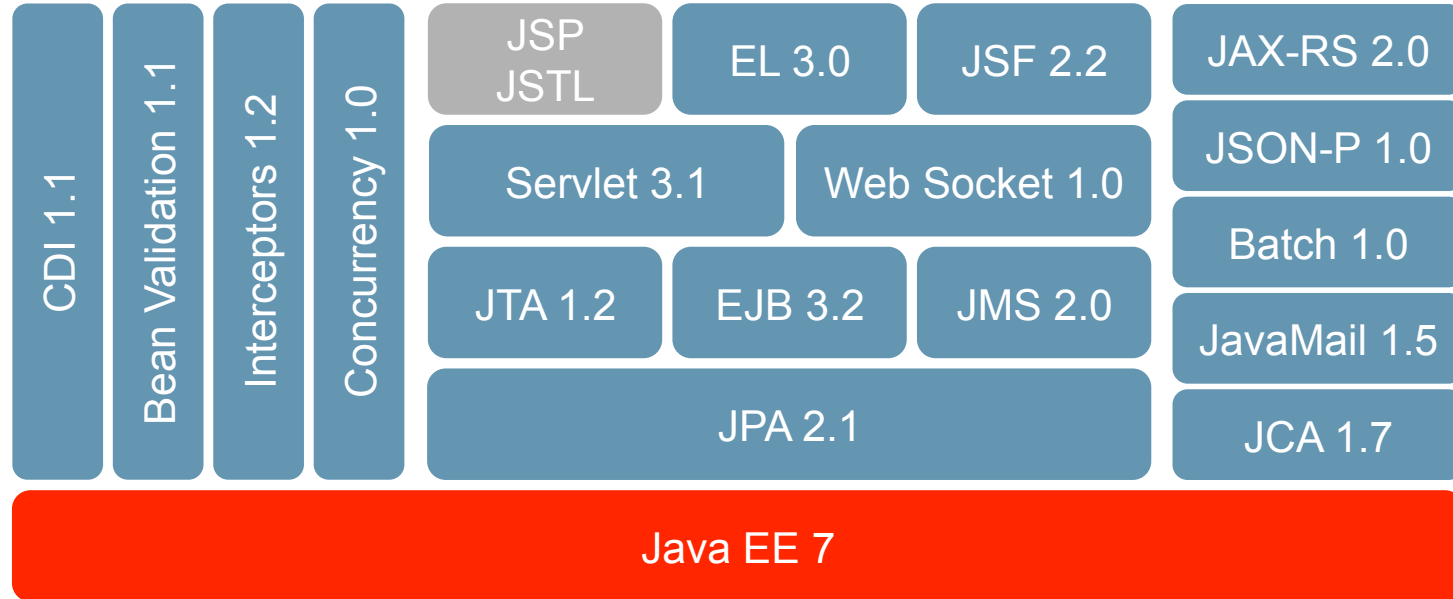 CDI 1.1
Bean Validation 1.1
Interceptors 1.2
Concurrency 1.0
JSP
JSTL
EL 3.0
JSF 2.2
Servlet 3.1
Web Socket 1.0
JTA 1.2
EJB 3.2
JMS 2.0
JPA 2.1
JAX-RS 2.0
JSON-P 1.0
Batch 1.0
JavaMail 1.5
JCA 1.7
Java EE 7